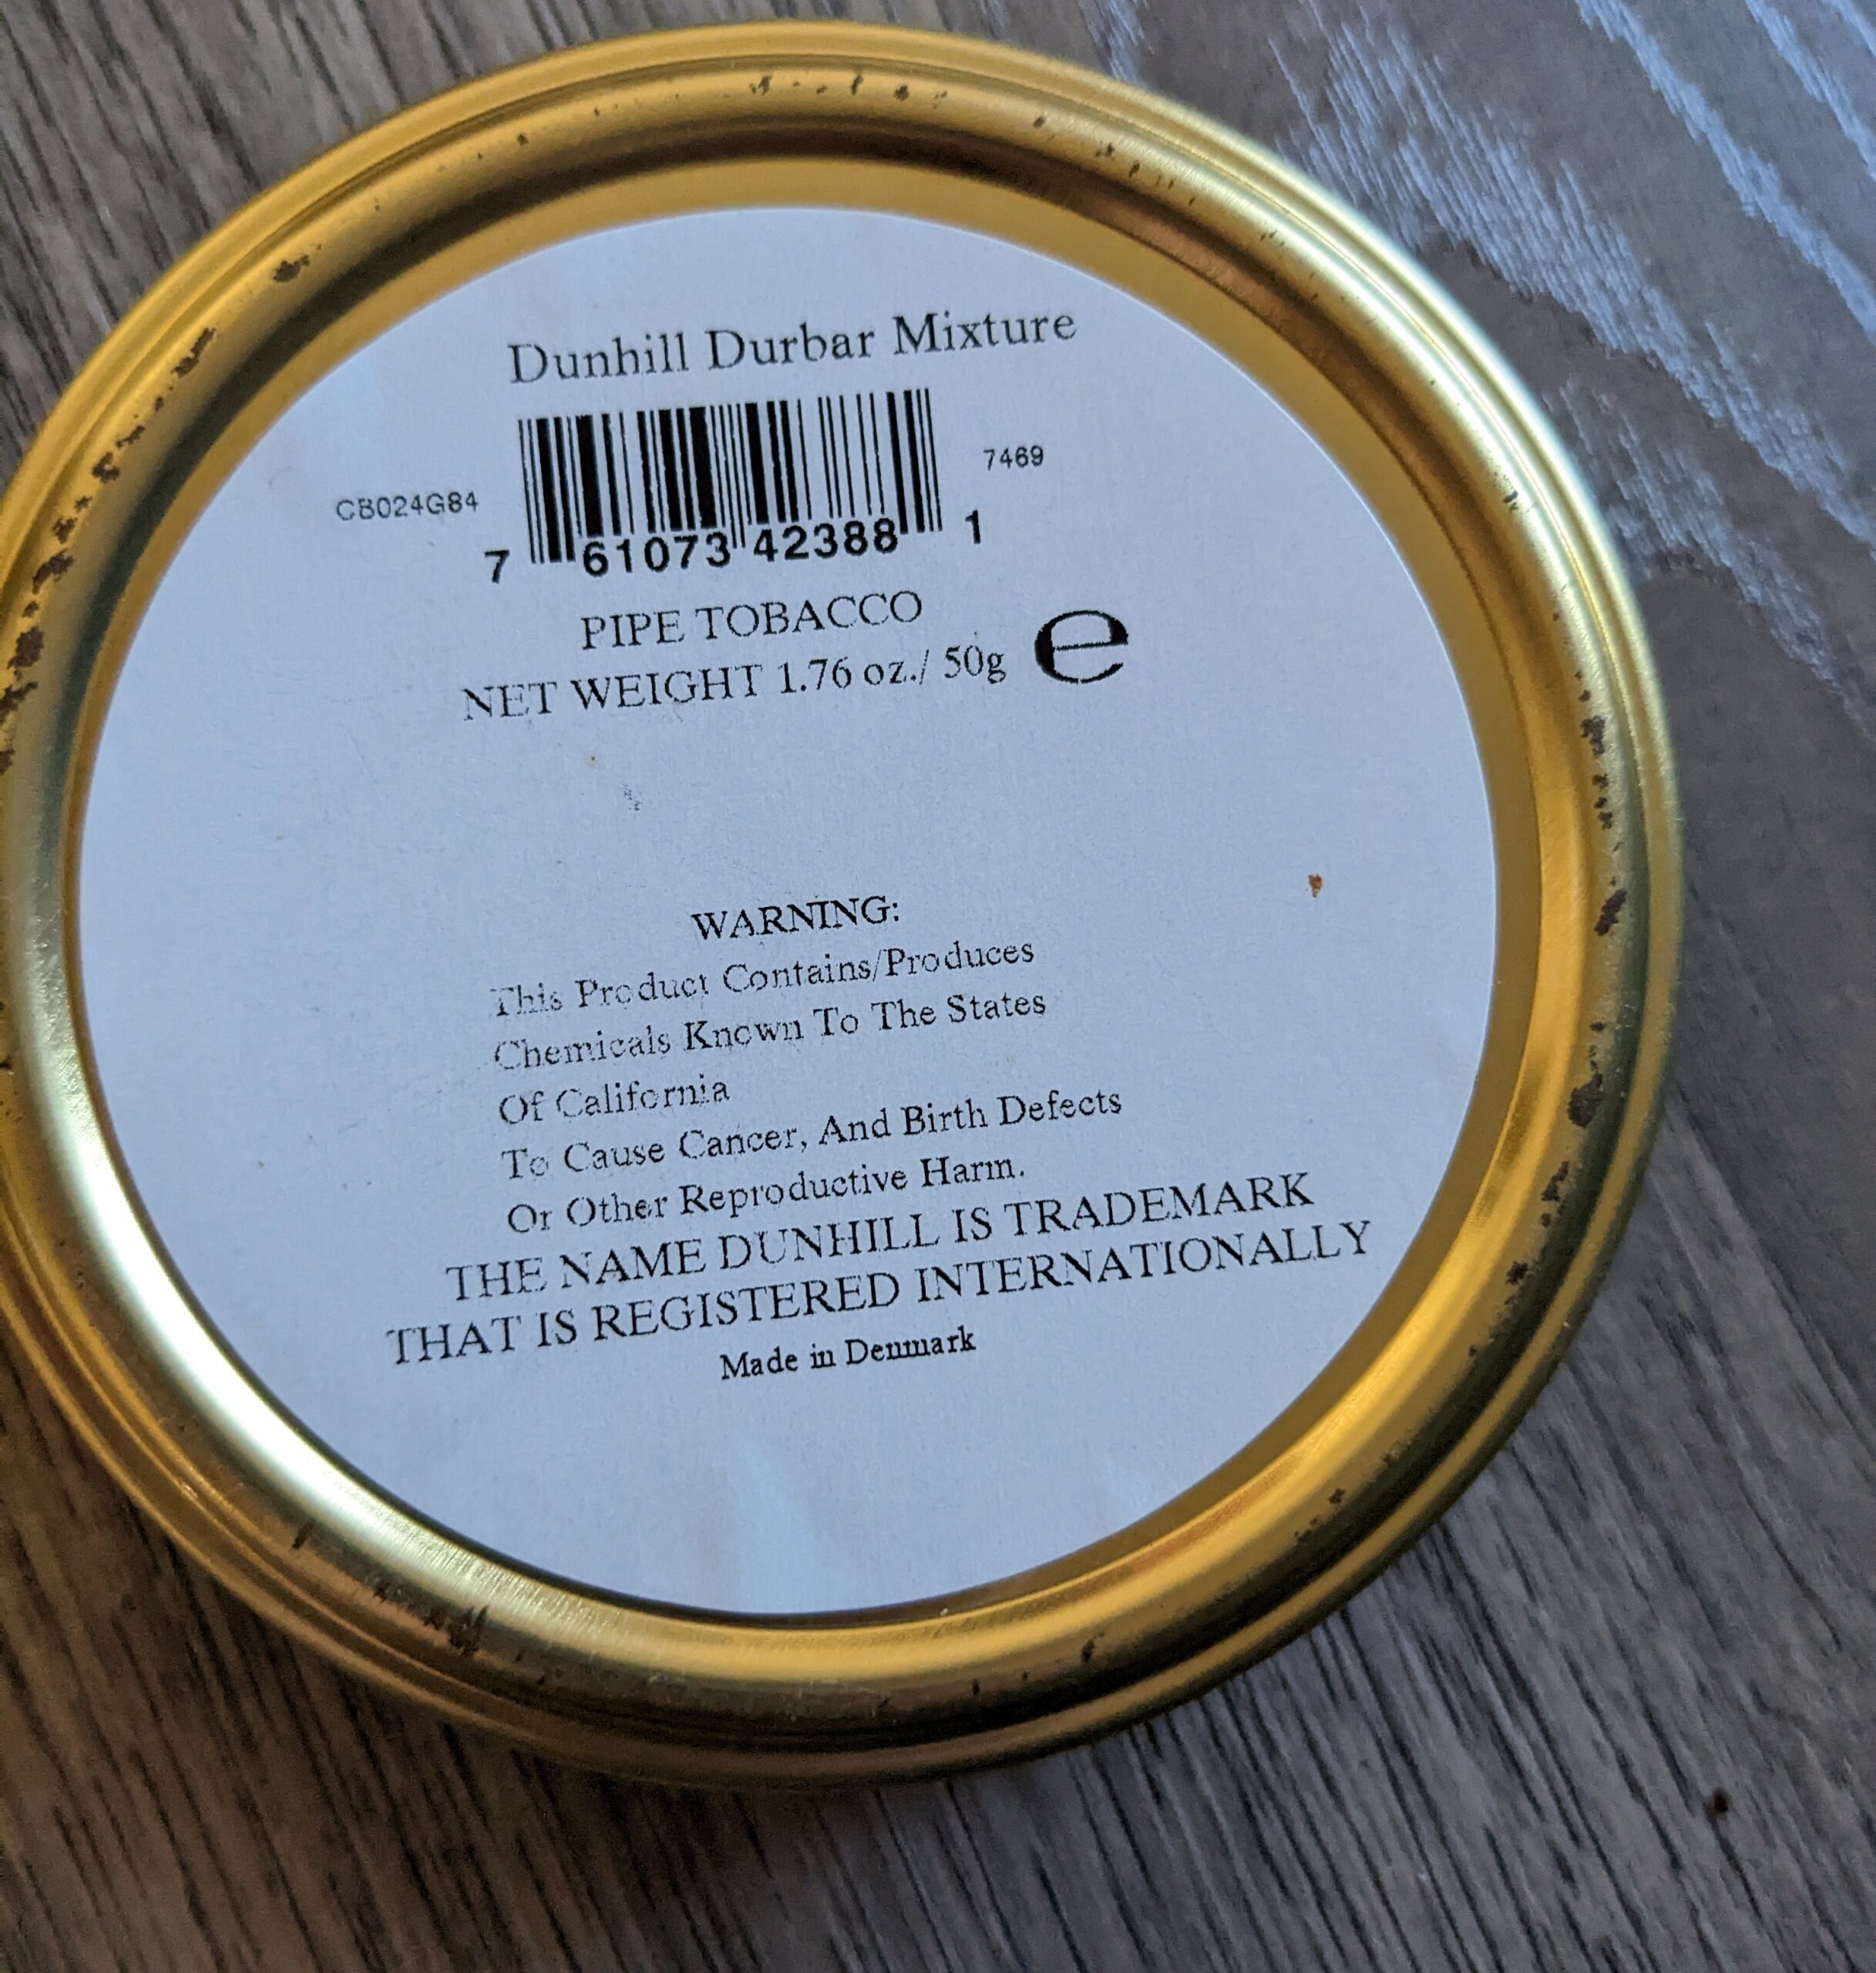 Dunhill Durbar Mixture
7469
CB024G84
7 61073 42388 1
PIPE TOBACCO
NET WEIGHT 1.76 oz./ 50g e
WARNING:
This Product Contains/Produces
Chemicals Known To The States
Of California
To Cause Cancer, And Birth Defects
Or Other Reproductive Harm.
THE NAME DUNHILL IS TRADEMARK
THAT IS REGISTERED INTERNATIONALLY
Made in Denmark